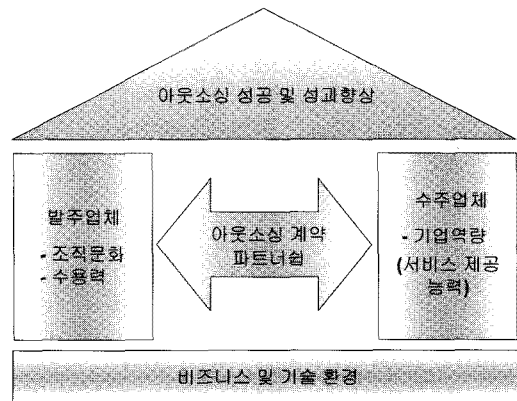 아웃소싱 성공 및 성과향상
발주업체
- 조직문화
- 수용력
아웃소싱 계약
파트너쉽
수주업체
- 기업역량
(서비스 제공
능력)
비즈니스 및 기술 환경